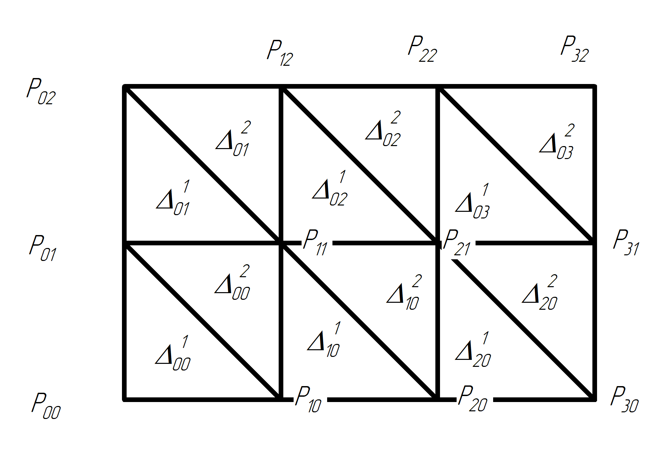 P₁₂ P₂₂ P₃₂
P₀₂
Δ₀₁² Δ₀₂² Δ₀₃²
Δ₀₁¹ Δ₀₂¹ Δ₀₃¹
P₀₁ P₁₁ P₂₁ P₃₁
Δ₀₀² Δ₁₀² Δ₂₀²
Δ₀₀¹ Δ₁₀¹ Δ₂₀¹
P₀₀ P₁₀ P₂₀ P₃₀